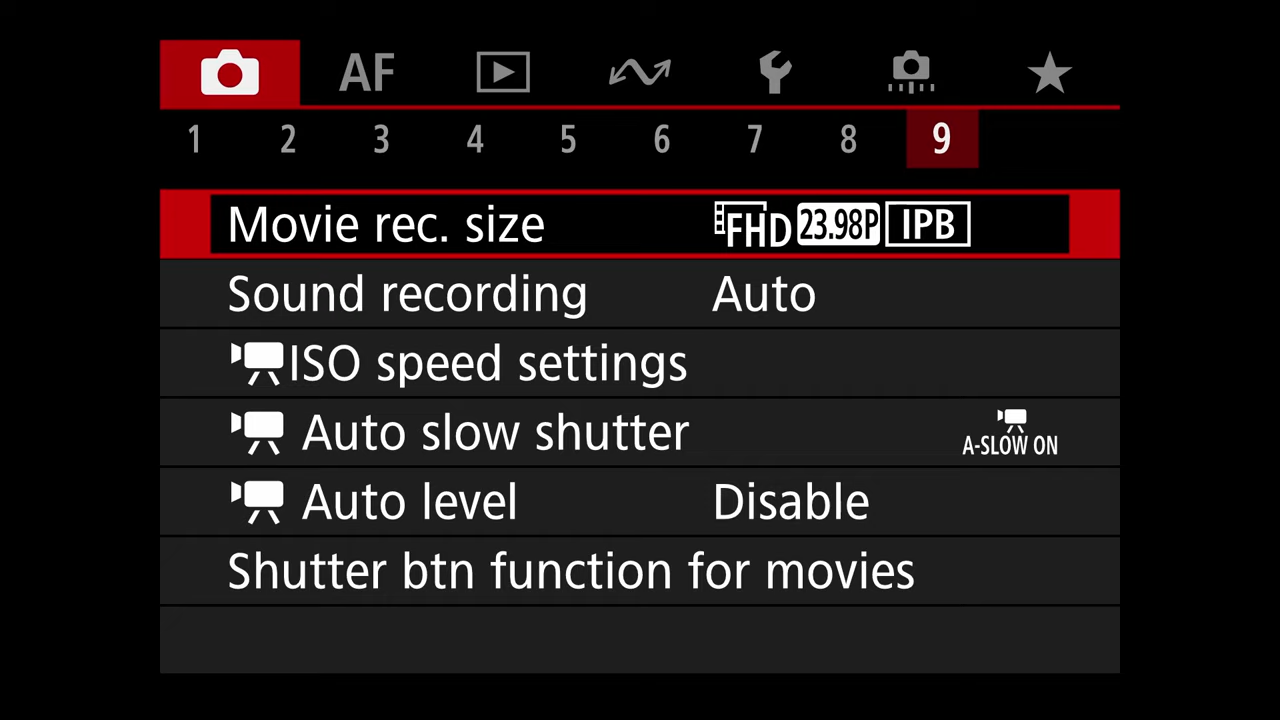 AF
1 2 3 4 5 6 7 8 9
Movie rec. size FHD 23.98P IPB
Sound recording Auto
ISO speed settings
Auto slow shutter A-SLOW ON
Auto level Disable
Shutter btn function for movies